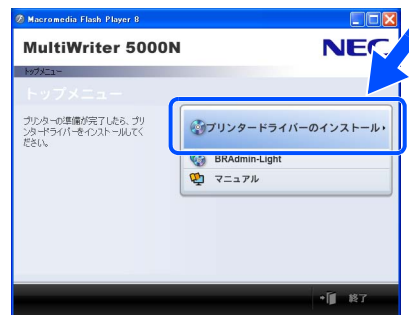 Macromedia Flash Player 8
MultiWriter 5000N
NEC
トップメニュー
トップメニュー
プリンターの準備が完了したら、プリ
ンタードライバーをインストールしてく
ださい。
プリンタードライバーのインストール
BRAdmin-Light
マニュアル
終了